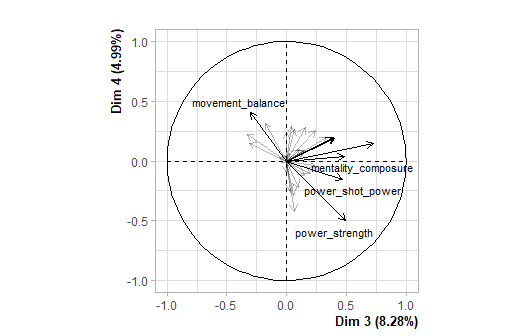 Dim 4 (4.99%)
1.0
0.5
0.0
-0.5
-1.0
movement_balance
mentality_composure
power_shot_power
power_strength
-1.0
-0.5
0.0
0.5
1.0
Dim 3 (8.28%)